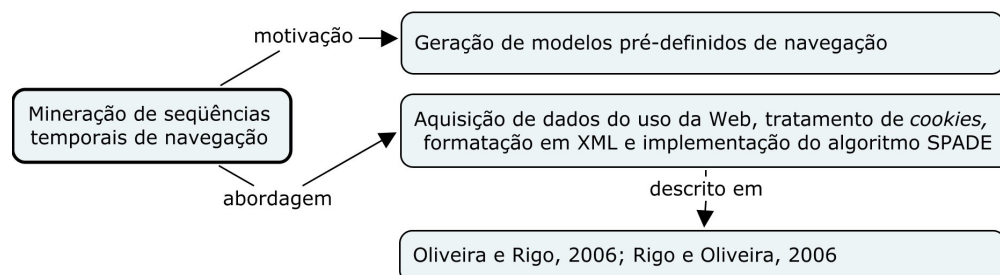 motivação
Geração de modelos pré-definidos de navegação
Mineração de seqüências
temporais de navegação
Aquisição de dados do uso da Web, tratamento de cookies,
formatação em XML e implementação do algoritmo SPADE
abordagem
descrito em
Oliveira e Rigo, 2006; Rigo e Oliveira, 2006